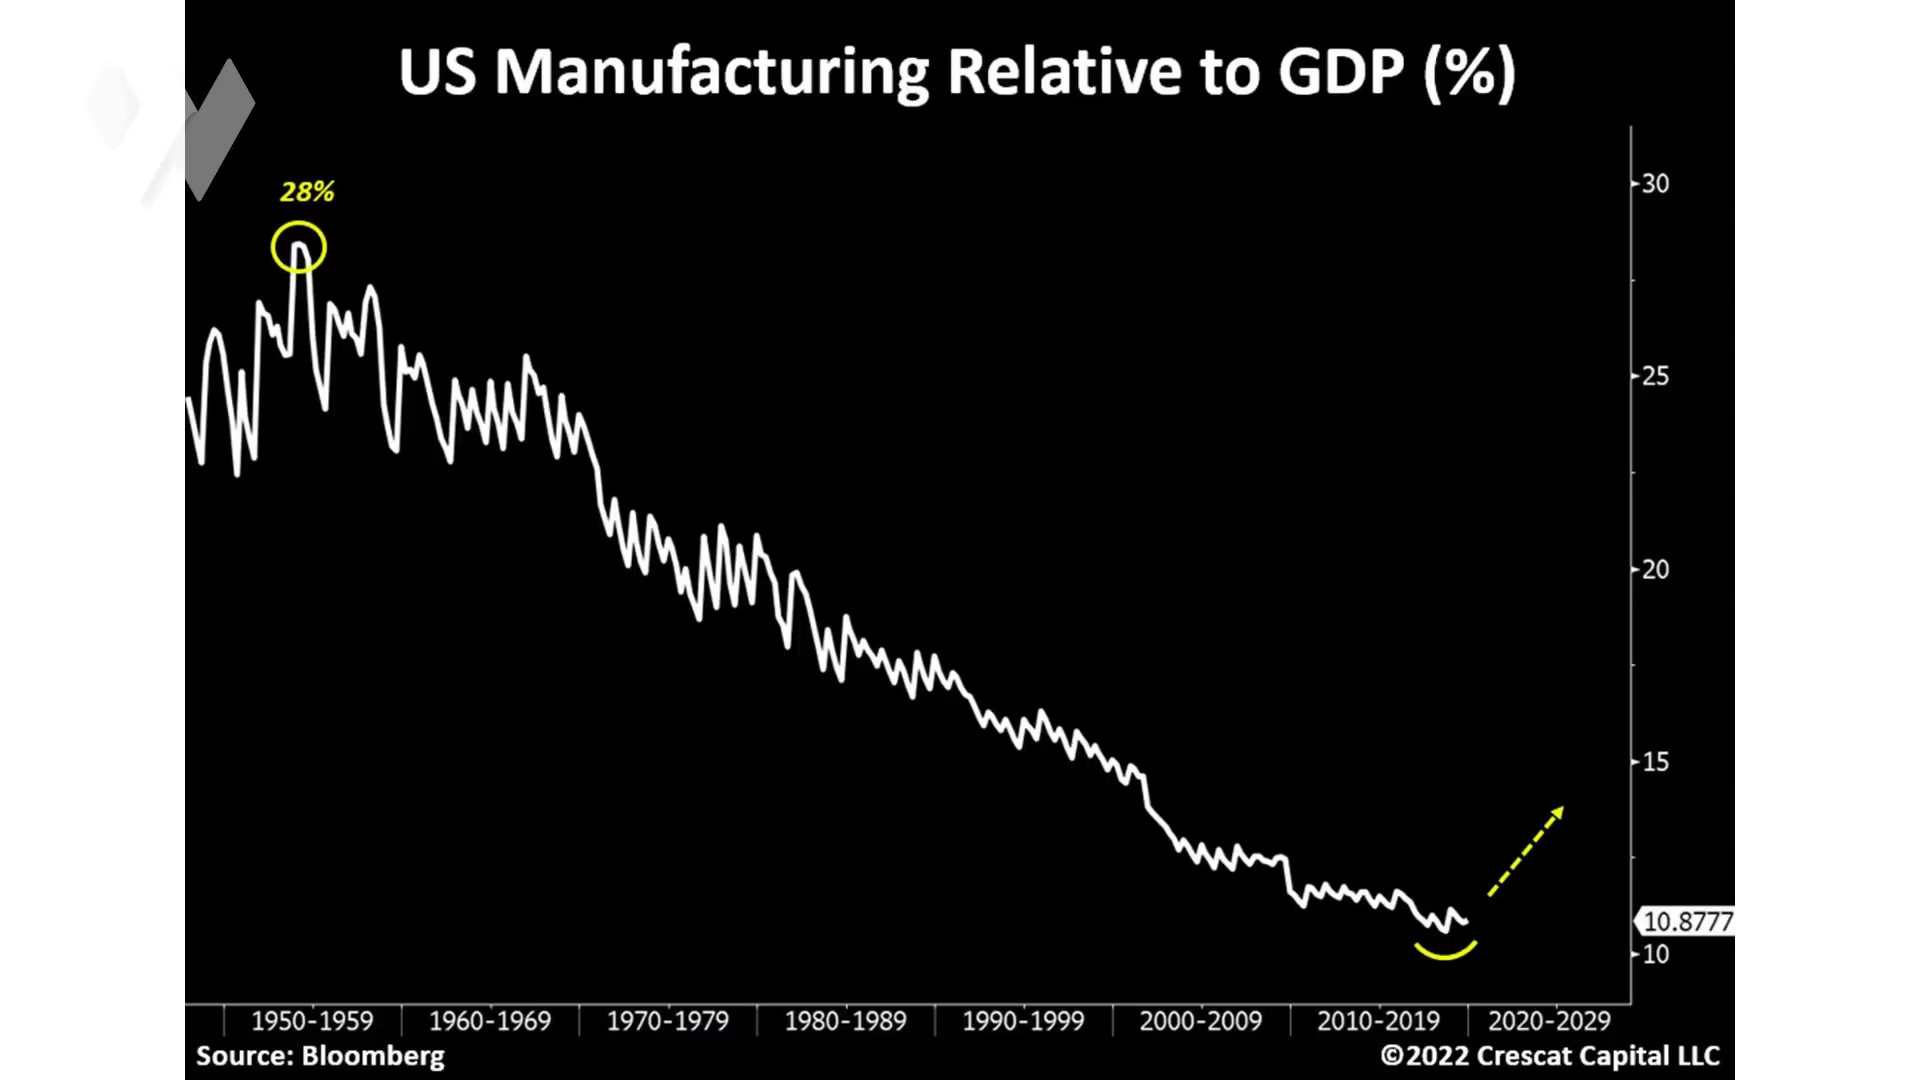 US Manufacturing Relative to GDP (%)
28%
30
25
20
15
10.8777
10
1950-1959 1960-1969 1970-1979 1980-1989 1990-1999 2000-2009 2010-2019 2020-2029
Source: Bloomberg ©2022 Crescat Capital LLC